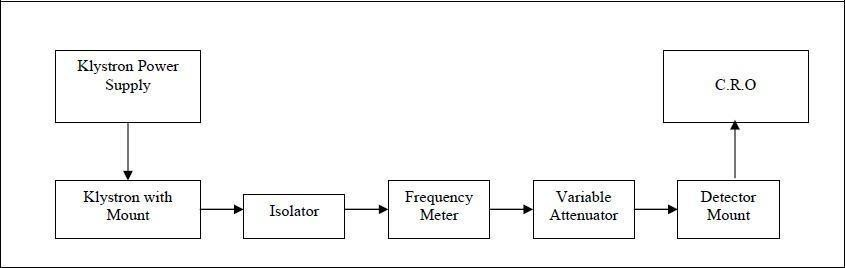 Klystron Power
Supply
C.R.O
Klystron with
Mount
Isolator
Frequency
Meter
Variable
Attenuator
Detector
Mount